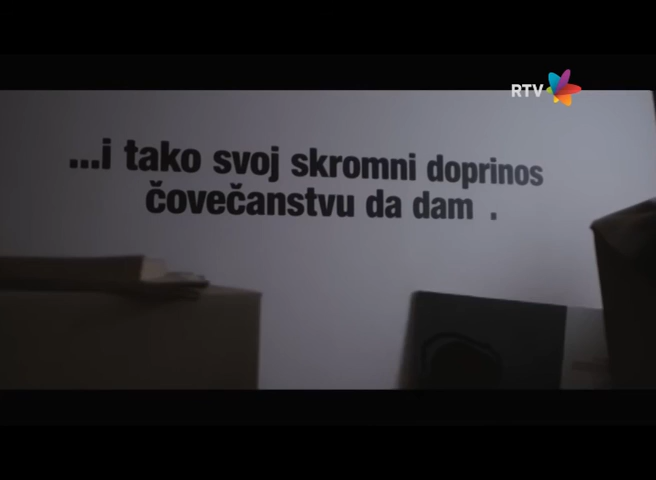 RTV
...i tako svoj skromni doprinos
čovečanstvu da dam .